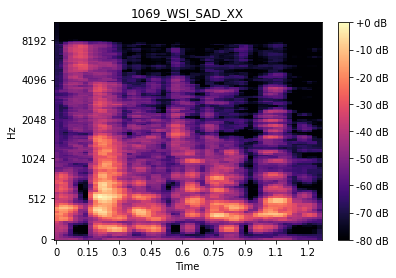 1069_WSI_SAD_XX
Hz
8192
4096
2048
1024
512
0
0 0.15 0.3 0.45 0.6 0.75 0.9 1.1 1.2
Time
+0 dB
-10 dB
-20 dB
-30 dB
-40 dB
-50 dB
-60 dB
-70 dB
-80 dB